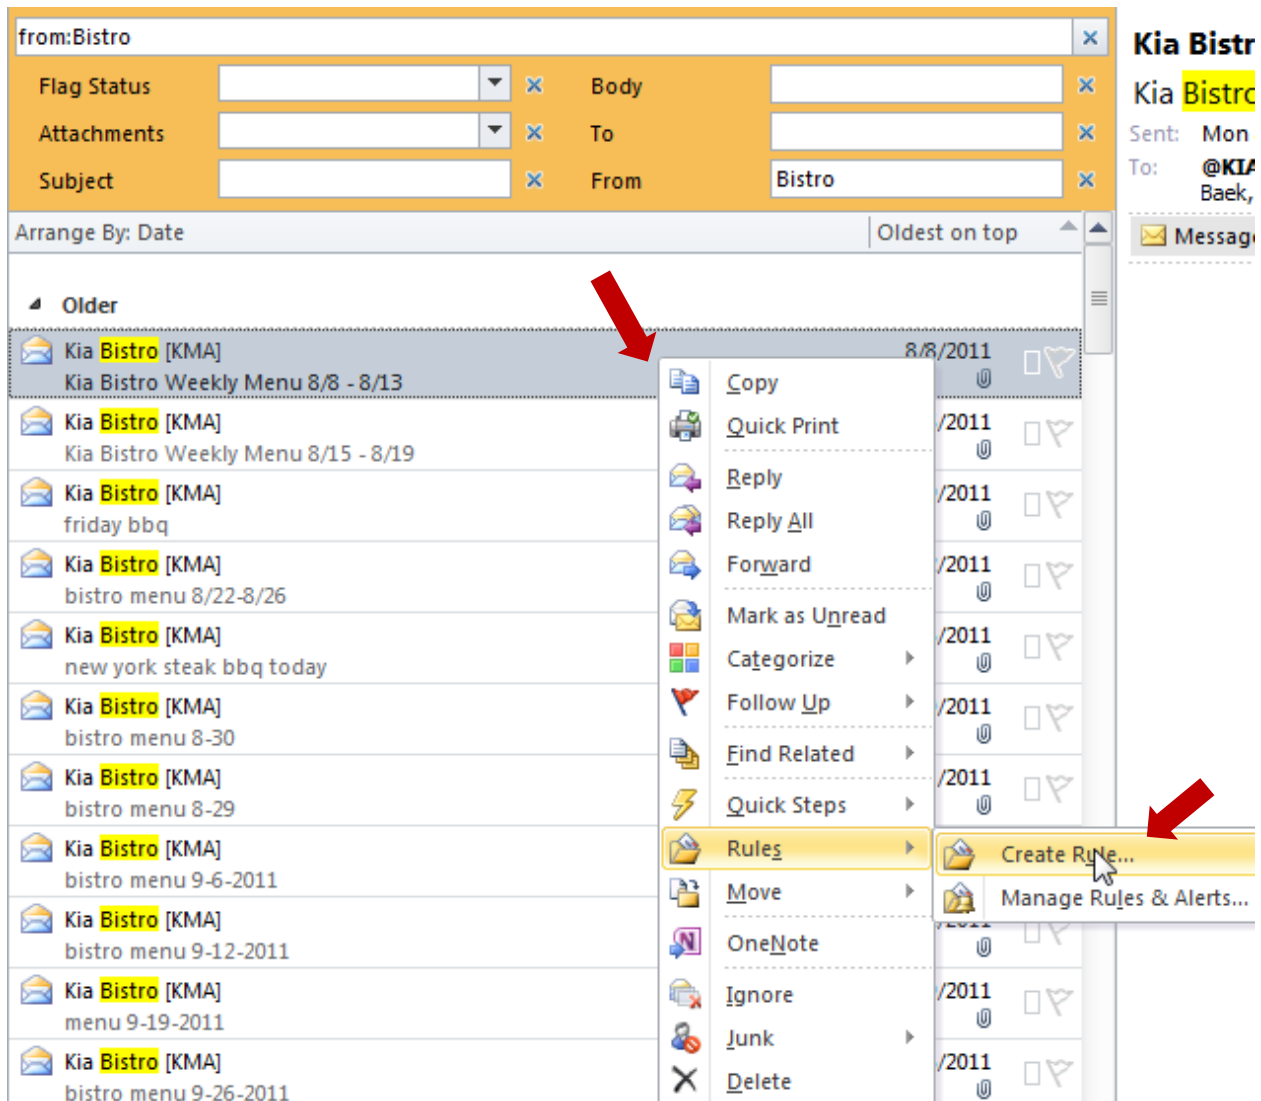 from:Bistro
Flag Status
Body
Attachments
To
Subject
From Bistro
Arrange By: Date
Oldest on top
Older
Kia Bistro [KMA]
8/8/2011
Kia Bistro Weekly Menu 8/8 - 8/13
Kia Bistro [KMA]
/2011
Kia Bistro Weekly Menu 8/15 - 8/19
Kia Bistro [KMA]
/2011
friday bbq
Kia Bistro [KMA]
/2011
bistro menu 8/22-8/26
Kia Bistro [KMA]
/2011
new york steak bbq today
Kia Bistro [KMA]
/2011
bistro menu 8-30
Kia Bistro [KMA]
/2011
bistro menu 8-29
Kia Bistro [KMA]
bistro menu 9-6-2011
Kia Bistro [KMA]
/2011
bistro menu 9-12-2011
Kia Bistro [KMA]
/2011
menu 9-19-2011
Kia Bistro [KMA]
/2011
bistro menu 9-26-2011
Copy
Quick Print
Reply
Reply All
Forward
Mark as Unread
Categorize
Follow Up
Find Related
Quick Steps
Rules
Move
OneNote
Ignore
Junk
Delete
Create Rule...
Manage Rules & Alerts...
Kia Bistr
Kia Bistro
Sent: Mon
To: @KIA
Baek,
Message